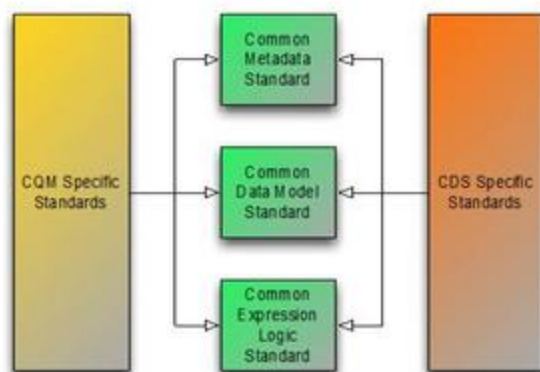 CQM Specific
Standards
Common
Metadata
Standard
Common
Data Model
Standard
Common
Expression
Logic
Standard
CDS Specific
Standards